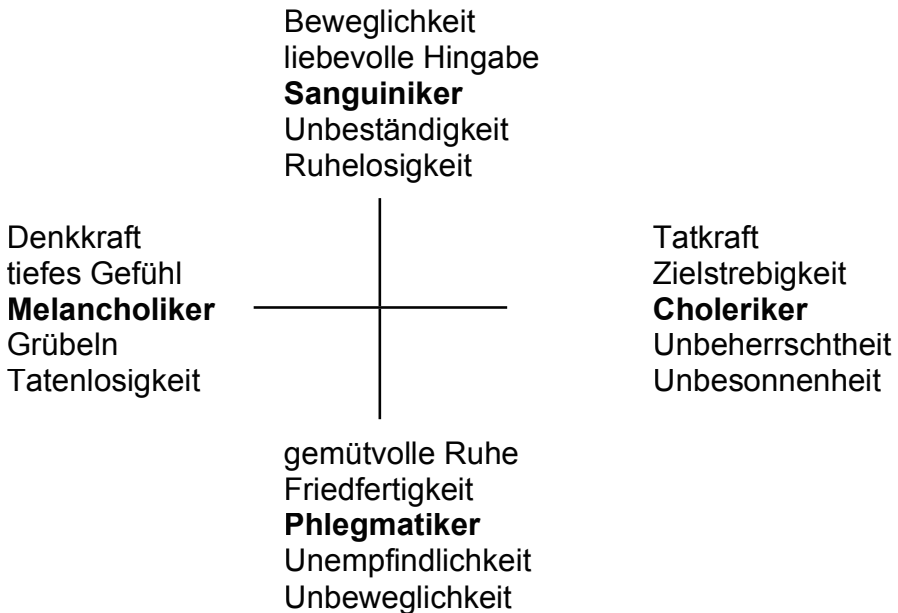 Beweglichkeit
liebevolle Hingabe
Sanguiniker
Unbeständigkeit
Ruhelosigkeit
Denkkraft
tiefes Gefühl
Melancholiker
Grübeln
Tatenlosigkeit
Tatkraft
Zielstrebigkeit
Choleriker
Unbeherrschtheit
Unbesonnenheit
gemütvolle Ruhe
Friedfertigkeit
Phlegmatiker
Unempfindlichkeit
Unbeweglichkeit